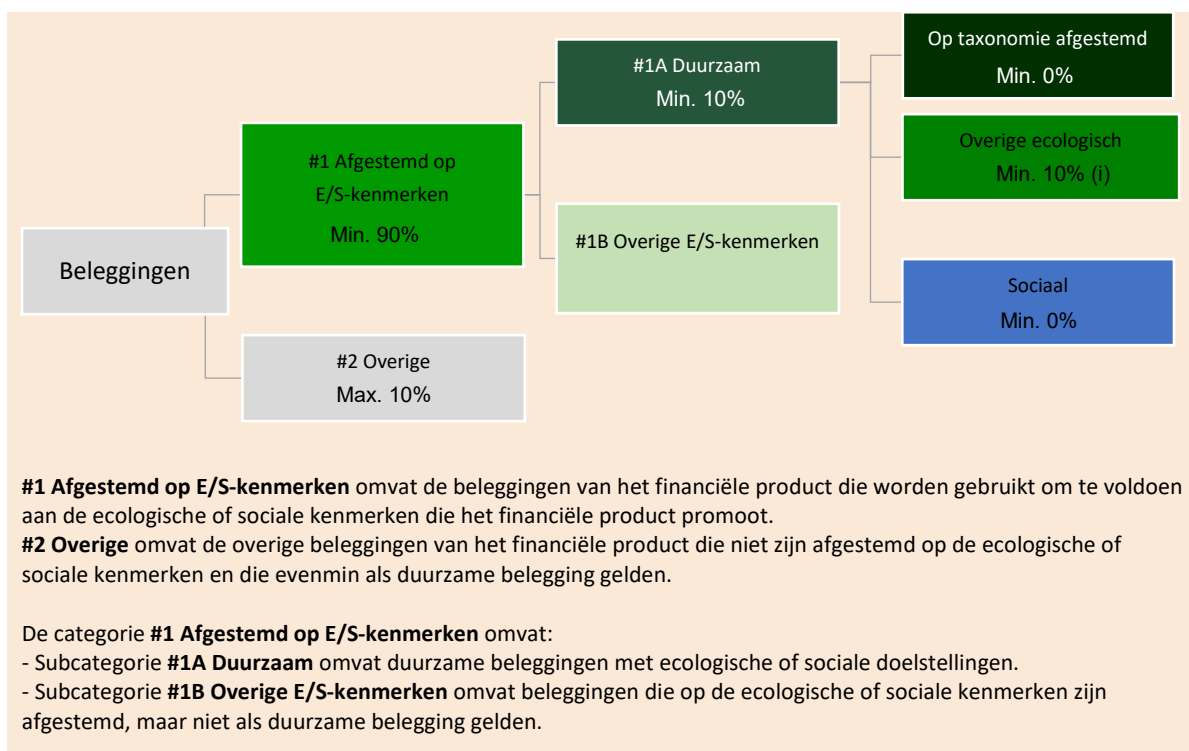 Beleggingen
#1 Afgestemd op
E/S-kenmerken
Min. 90%
#2 Overige
Max. 10%
#1A Duurzaam
Min. 10%
#1B Overige E/S-kenmerken
Op taxonomie afgestemd
Min. 0%
Overige ecologisch
Min. 10% (i)
Sociaal
Min. 0%
#1 Afgestemd op E/S-kenmerken omvat de beleggingen van het financiële product die worden gebruikt om te voldoen
aan de ecologische of sociale kenmerken die het financiële product promoot.
#2 Overige omvat de overige beleggingen van het financiële product die niet zijn afgestemd op de ecologische of
sociale kenmerken en die evenmin als duurzame belegging gelden.
De categorie #1 Afgestemd op E/S-kenmerken omvat:
- Subcategorie #1A Duurzaam omvat duurzame beleggingen met ecologische of sociale doelstellingen.
- Subcategorie #1B Overige E/S-kenmerken omvat beleggingen die op de ecologische of sociale kenmerken zijn
afgestemd, maar niet als duurzame belegging gelden.